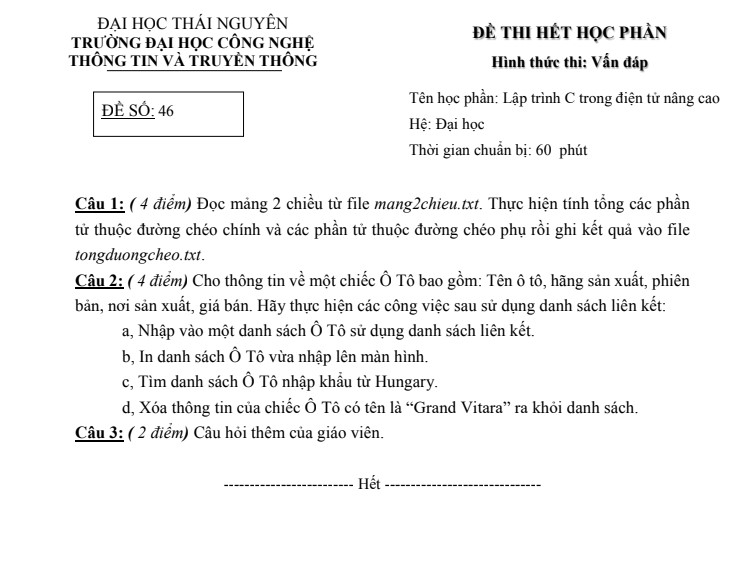 ĐẠI HỌC THÁI NGUYÊN
TRƯỜNG ĐẠI HỌC CÔNG NGHỆ
THÔNG TIN VÀ TRUYỀN THÔNG
ĐỀ SỐ: 46
ĐỀ THI HẾT HỌC PHẦN
Hình thức thi: Vấn đáp
Tên học phần: Lập trình C trong điện tử nâng cao
Hệ: Đại học
Thời gian chuẩn bị: 60 phút
Câu 1: ( 4 điểm) Đọc mảng 2 chiều từ file mang2chieu.txt. Thực hiện tính tổng các phần
tử thuộc đường chéo chính và các phần tử thuộc đường chéo phụ rồi ghi kết quả vào file
tongduongcheo.txt.
Câu 2: ( 4 điểm) Cho thông tin về một chiếc Ô Tô bao gồm: Tên ô tô, hãng sản xuất, phiên
bản, nơi sản xuất, giá bán. Hãy thực hiện các công việc sau sử dụng danh sách liên kết:
a, Nhập vào một danh sách Ô Tô sử dụng danh sách liên kết.
b, In danh sách Ô Tô vừa nhập lên màn hình.
c, Tìm danh sách Ô Tô nhập khẩu từ Hungary.
d, Xóa thông tin của chiếc Ô Tô có tên là “Grand Vitara” ra khỏi danh sách.
Câu 3: ( 2 điểm) Câu hỏi thêm của giáo viên.
------------------------- Hết ------------------------------